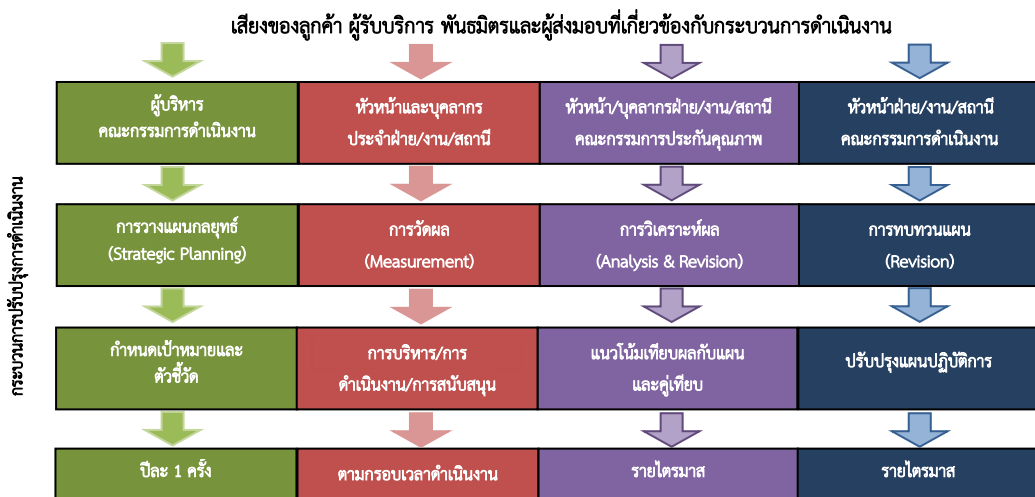 เสียงของลูกค้า ผู้รับบริการ พันธมิตรและผู้ส่งมอบที่เกี่ยวข้องกับกระบวนการดำเนินงาน
กระบวนการปรับปรุงการดำเนินงาน
ผู้บริหาร
คณะกรรมการดำเนินงาน
หัวหน้าและบุคลากร
ประจำฝ่าย/งาน/สถานี
หัวหน้า/บุคลากรฝ่าย/งาน/สถานี
คณะกรรมการประกันคุณภาพ
หัวหน้าฝ่าย/งาน/สถานี
คณะกรรมการดำเนินงาน
การวางแผนกลยุทธ์
(Strategic Planning)
การวัดผล
(Measurement)
การวิเคราะห์ผล
(Analysis & Revision)
การทบทวนแผน
(Revision)
กำหนดเป้าหมายและ
ตัวชี้วัด
การบริหาร/การ
ดำเนินงาน/การสนับสนุน
แนวโน้มเทียบผลกับแผน
และคู่เทียบ
ปรับปรุงแผนปฏิบัติการ
ปีละ 1 ครั้ง
ตามกรอบเวลาดำเนินงาน
รายไตรมาส
รายไตรมาส